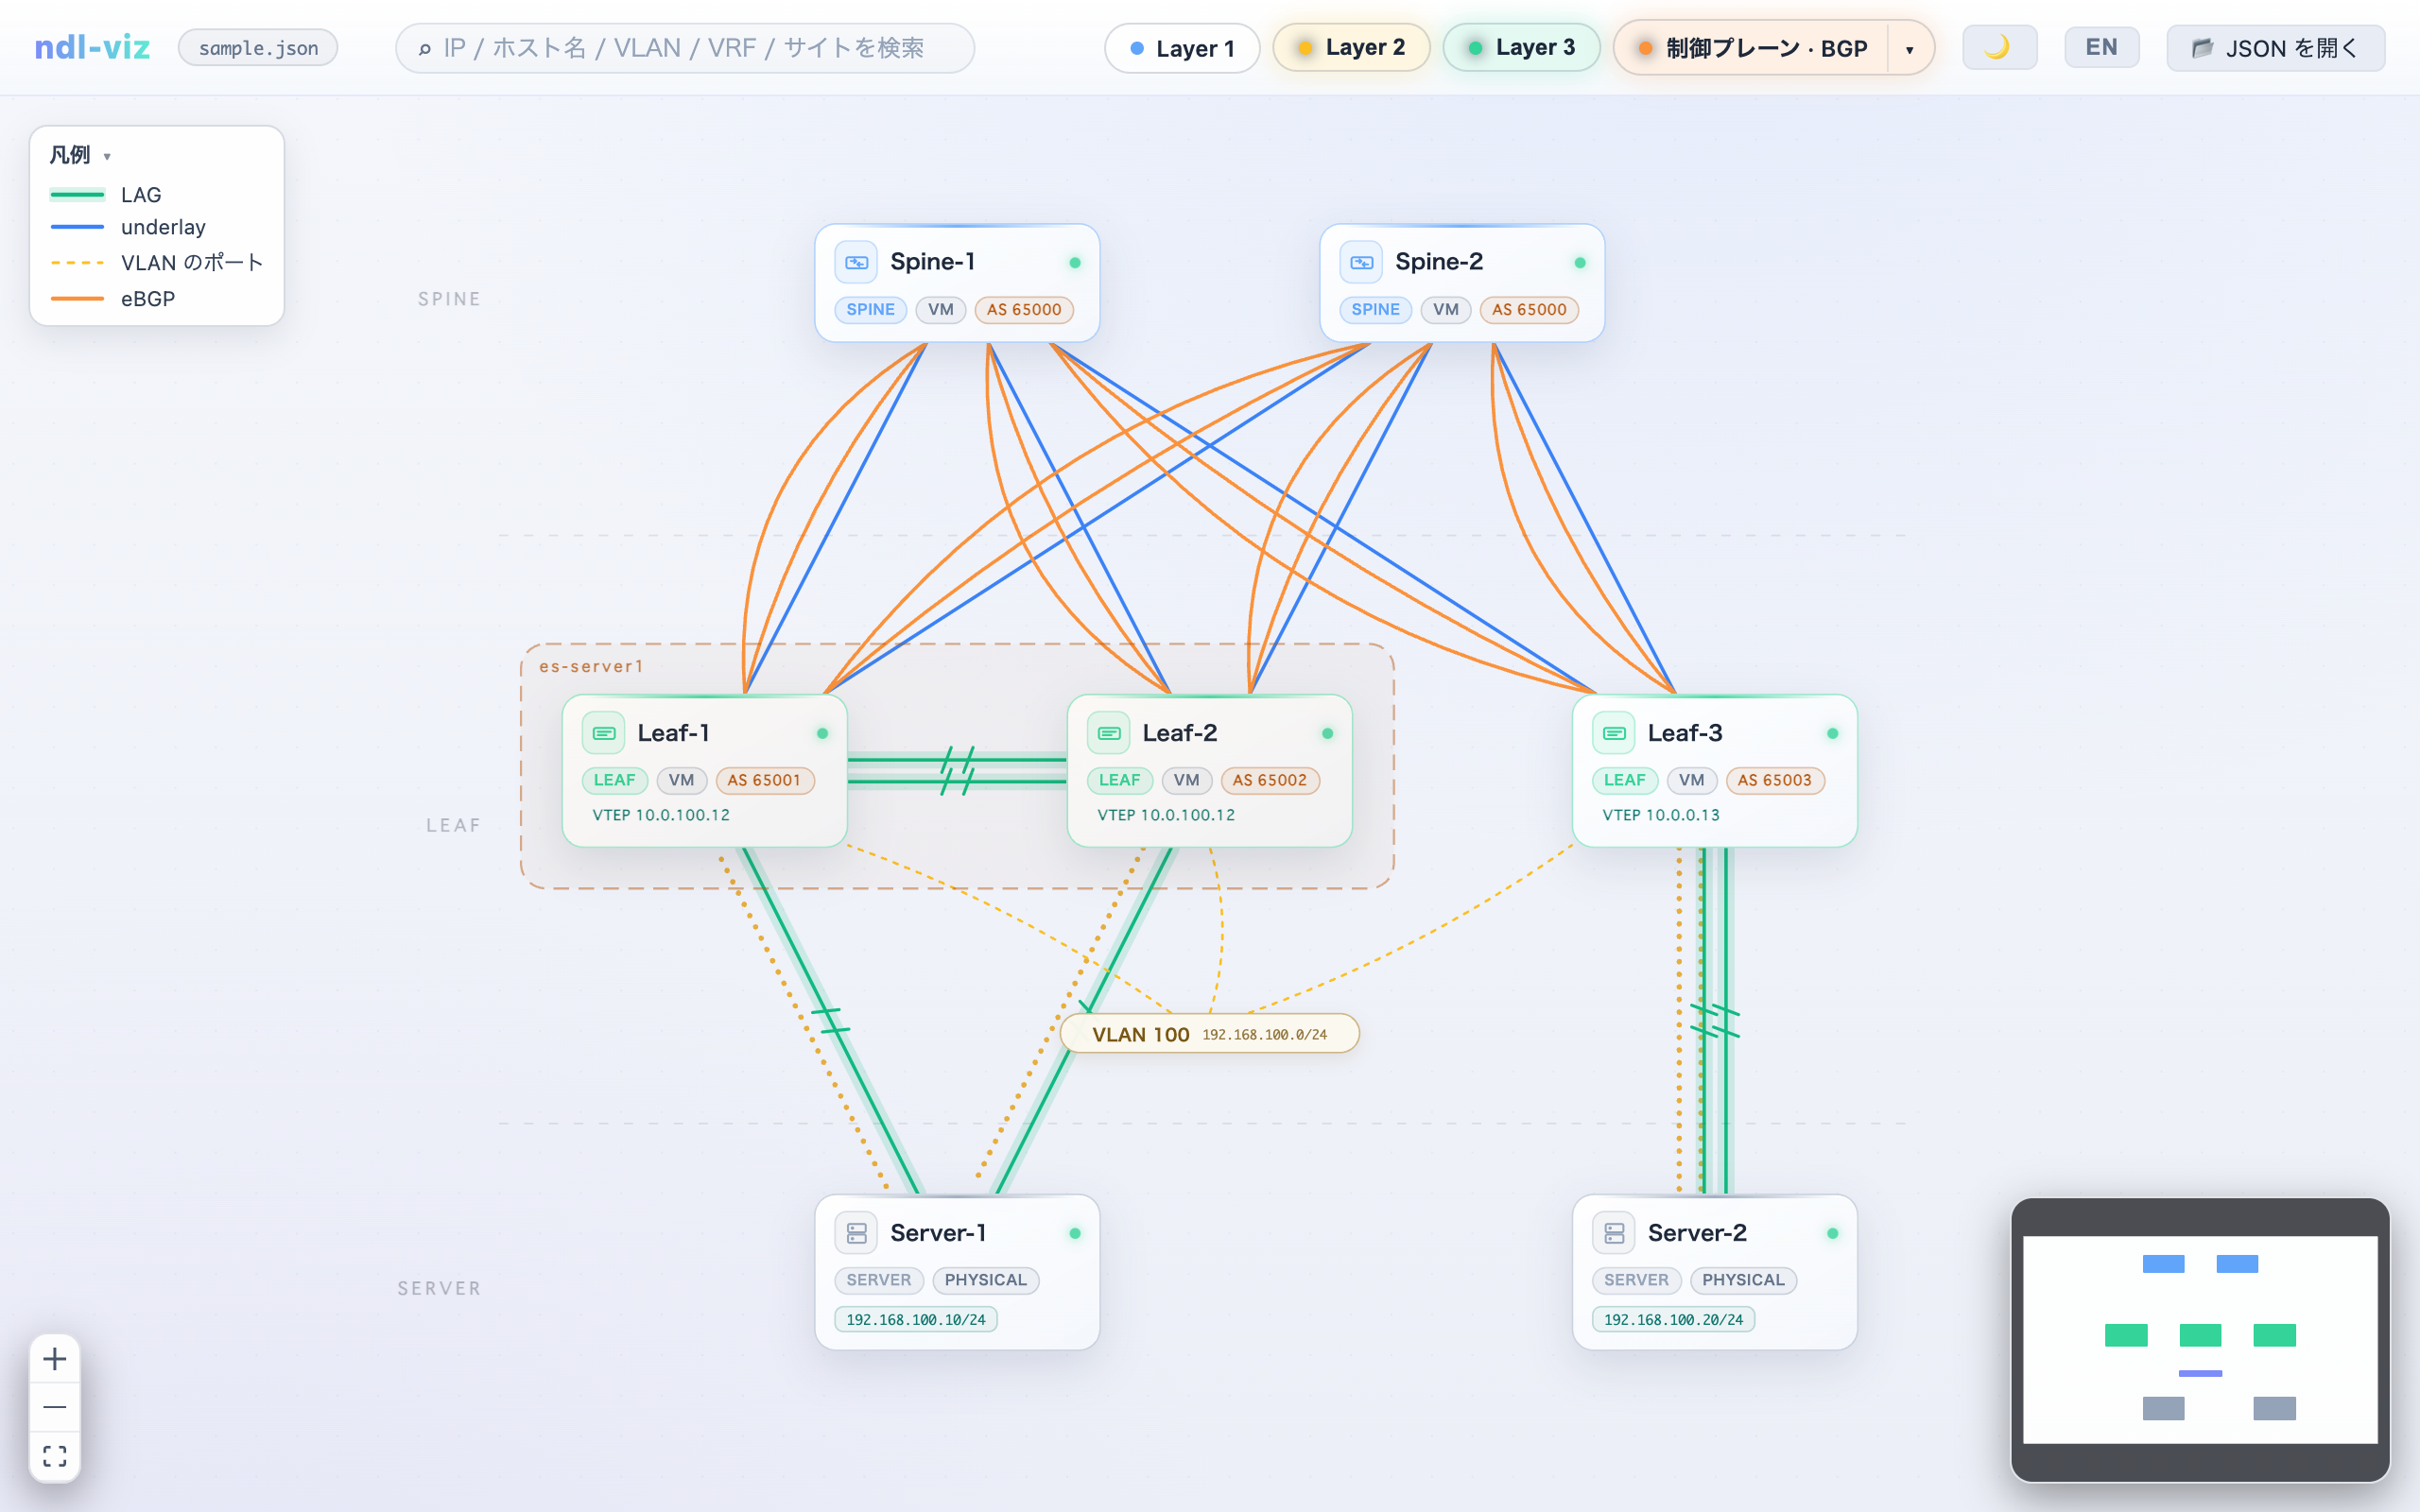 ndl-viz
sample.json
IP / ホスト名 / VLAN / VRF / サイトを検索
Layer 1
Layer 2
Layer 3
制御プレーン · BGP
EN
JSON を開く
凡例
LAG
underlay
VLAN のポート
eBGP
SPINE
Spine-1
SPINE VM AS 65000
Spine-2
SPINE VM AS 65000
LEAF
es-server1
Leaf-1
LEAF VM AS 65001
VTEP 10.0.100.12
Leaf-2
LEAF VM AS 65002
VTEP 10.0.100.12
Leaf-3
LEAF VM AS 65003
VTEP 10.0.0.13
VLAN 100 192.168.100.0/24
SERVER
Server-1
SERVER PHYSICAL
192.168.100.10/24
Server-2
SERVER PHYSICAL
192.168.100.20/24